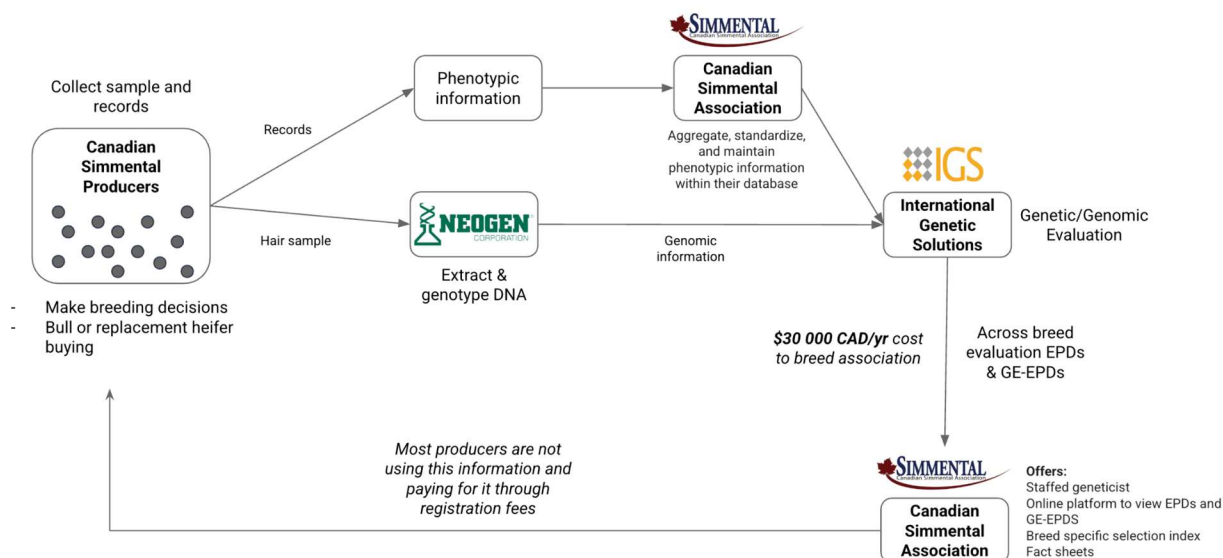 Collect sample and
records
Canadian
Simmental
Producers
- Make breeding decisions
- Bull or replacement heifer
buying
Records
Hair sample
Phenotypic
information
NEOGEN
CORPORATION
Extract &
genotype DNA
SIMMENTAL
Canadian Simmental Association
Canadian
Simmental
Association
Aggregate, standardize,
and maintain
phenotypic information
within their database
Genomic
information
IGS
International
Genetic
Solutions
Genetic/Genomic
Evaluation
$30 000 CAD/yr cost
to breed association
Across breed
evaluation EPDs
& GE-EPDs
SIMMENTAL
Canadian Simmental Association
Canadian
Simmental
Association
Offers:
Staffed geneticist
Online platform to view EPDs and
GE-EPDS
Breed specific selection index
Fact sheets
Most producers are not
using this information and
paying for it through
registration fees